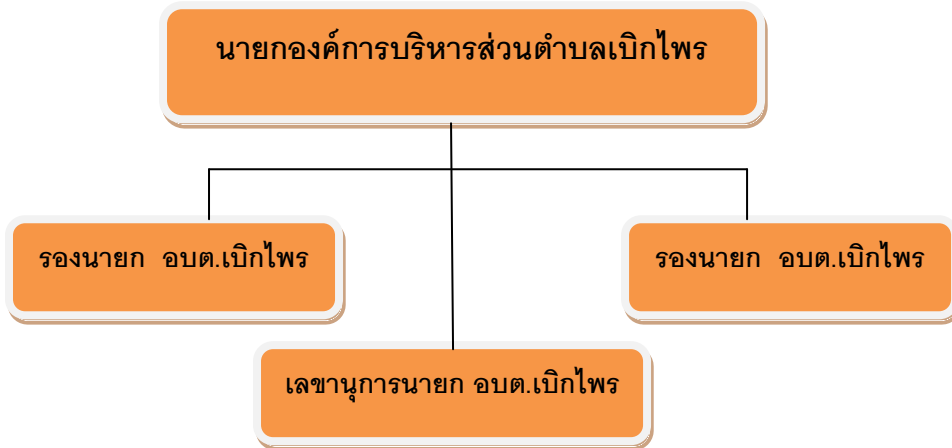 นายกองค์การบริหารส่วนตำบลเบิกไพร
รองนายก อบต.เบิกไพร
รองนายก อบต.เบิกไพร
เลขานุการนายก อบต.เบิกไพร